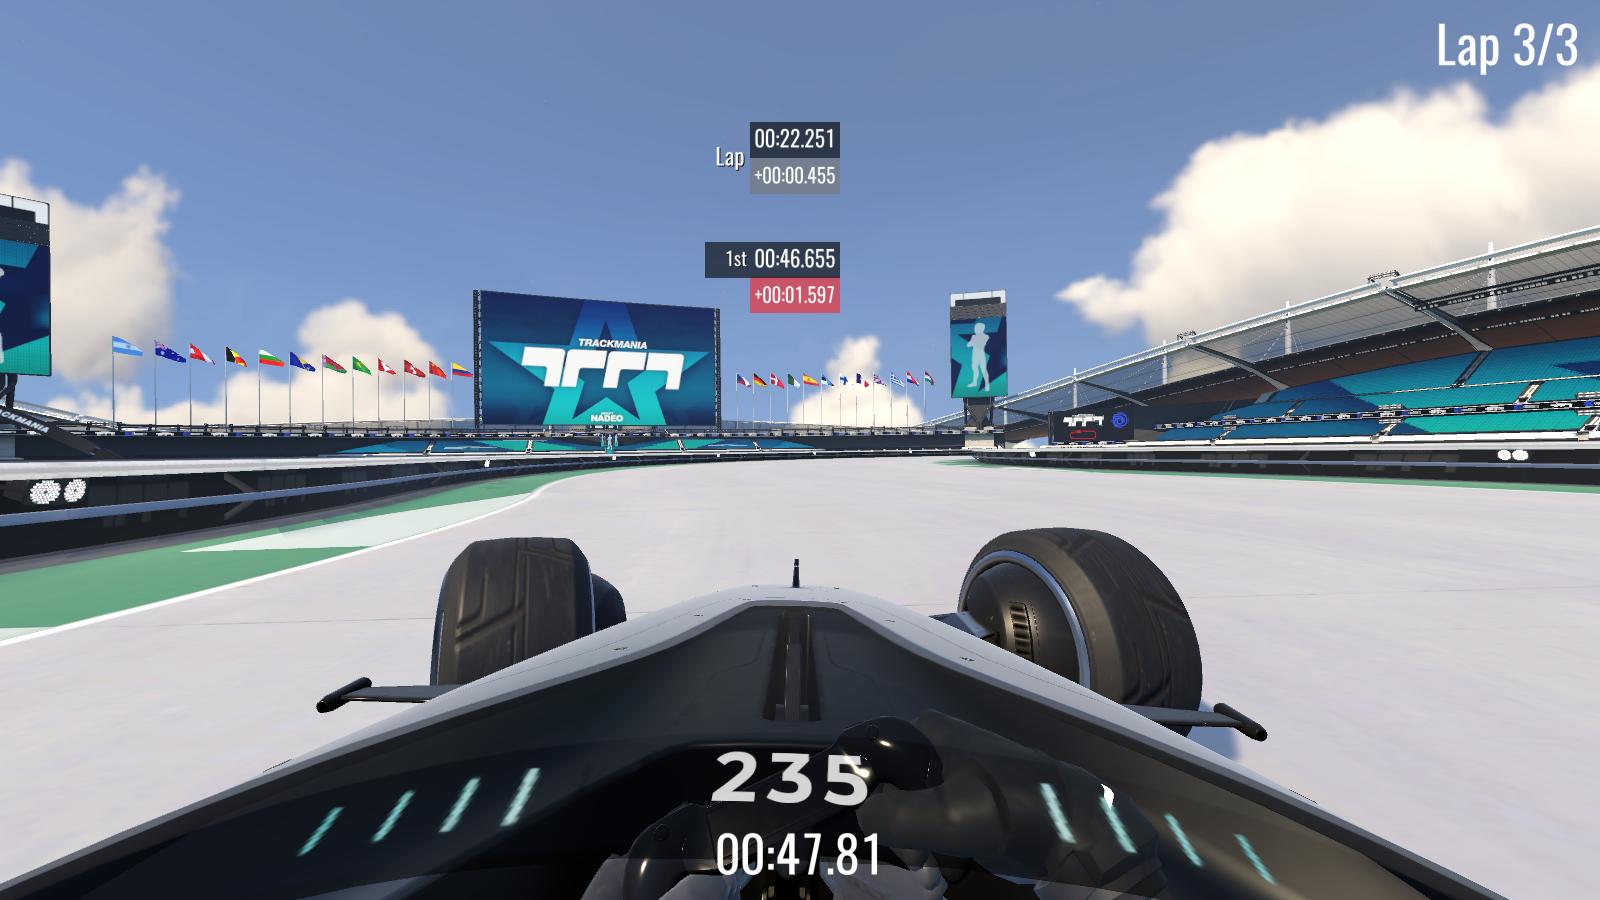 Lap 3/3
Lap 00:22.251
+00:00.455
1st 00:46.655
+00:01.597
TRACKMANIA
NADEO
TRACKMANIA
235
00:47.81